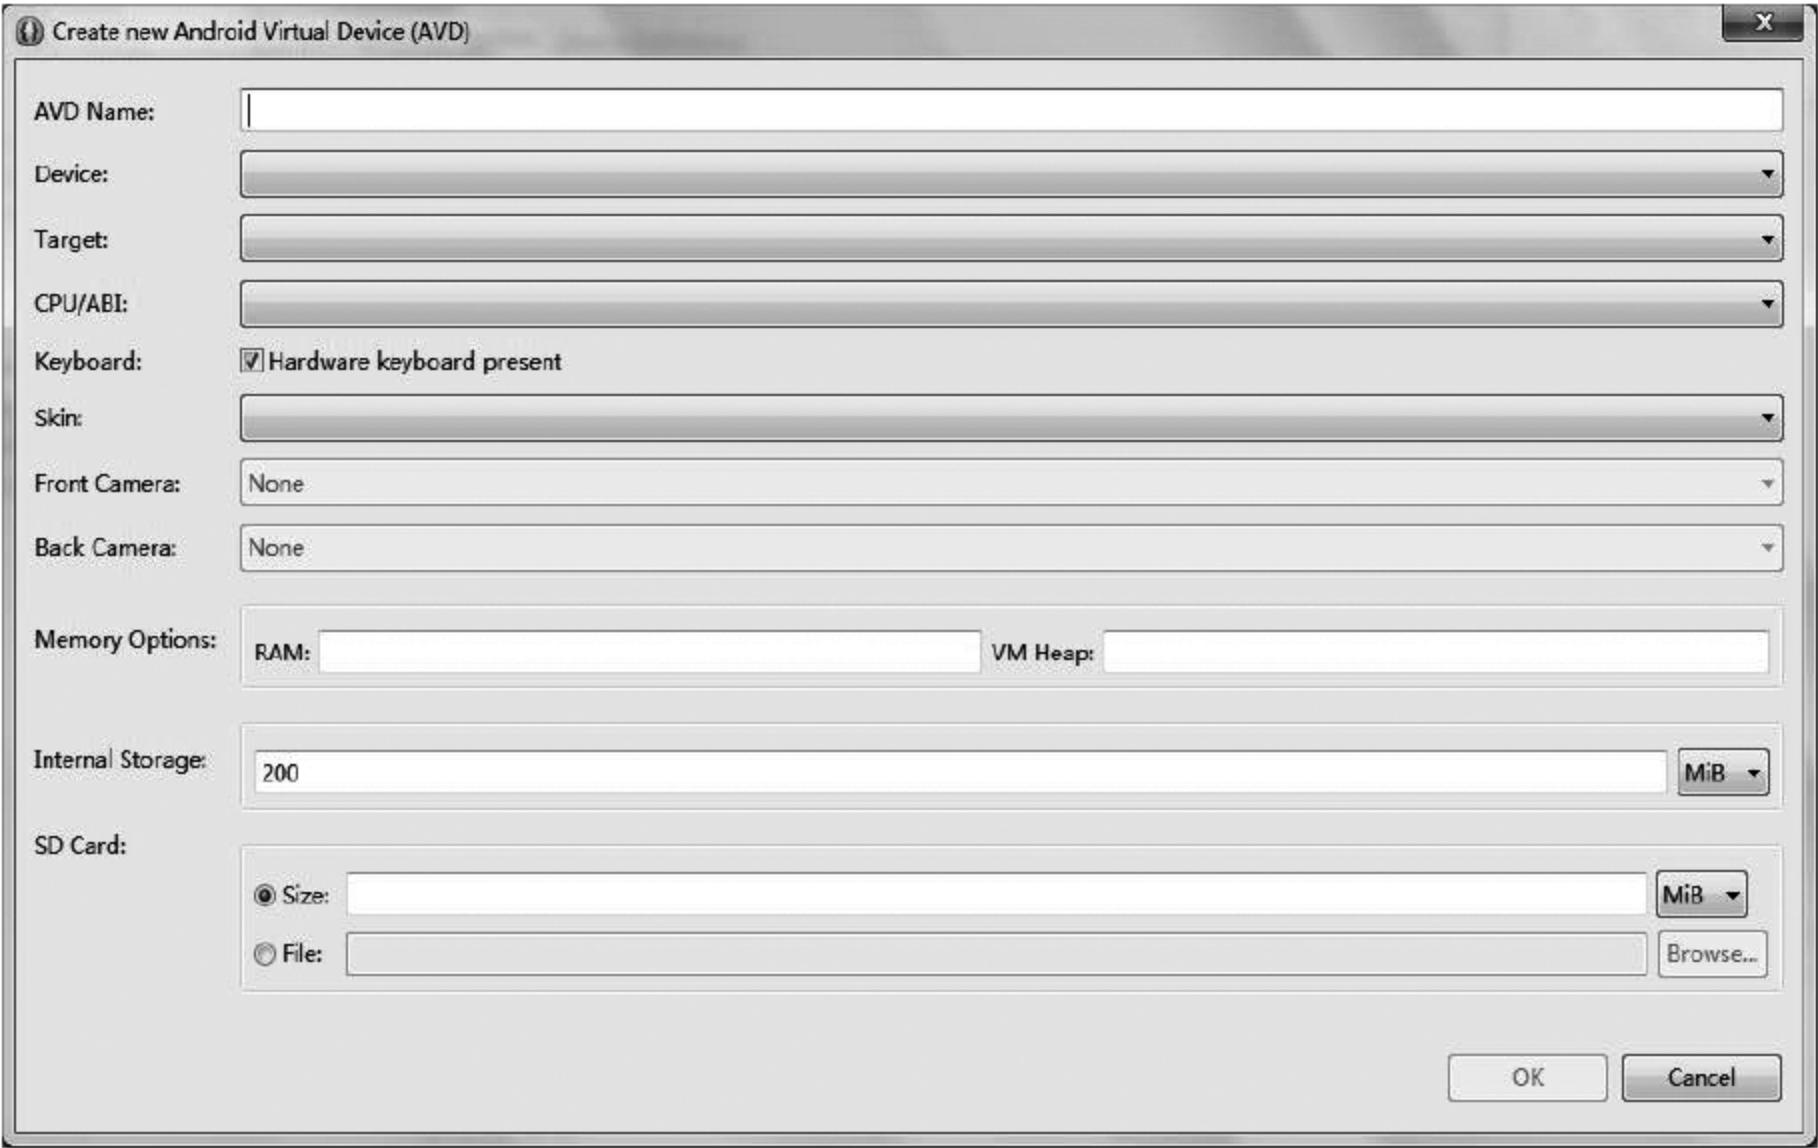 Create new Android Virtual Device (AVD)
x
AVD Name:
Device:
Target:
CPU/ABI:
Keyboard: Hardware keyboard present
Skin:
Front Camera: None
Back Camera: None
Memory Options: RAM: VM Heap:
Internal Storage: 200 MiB
SD Card:
Size: MiB
File: Browse...
OK Cancel